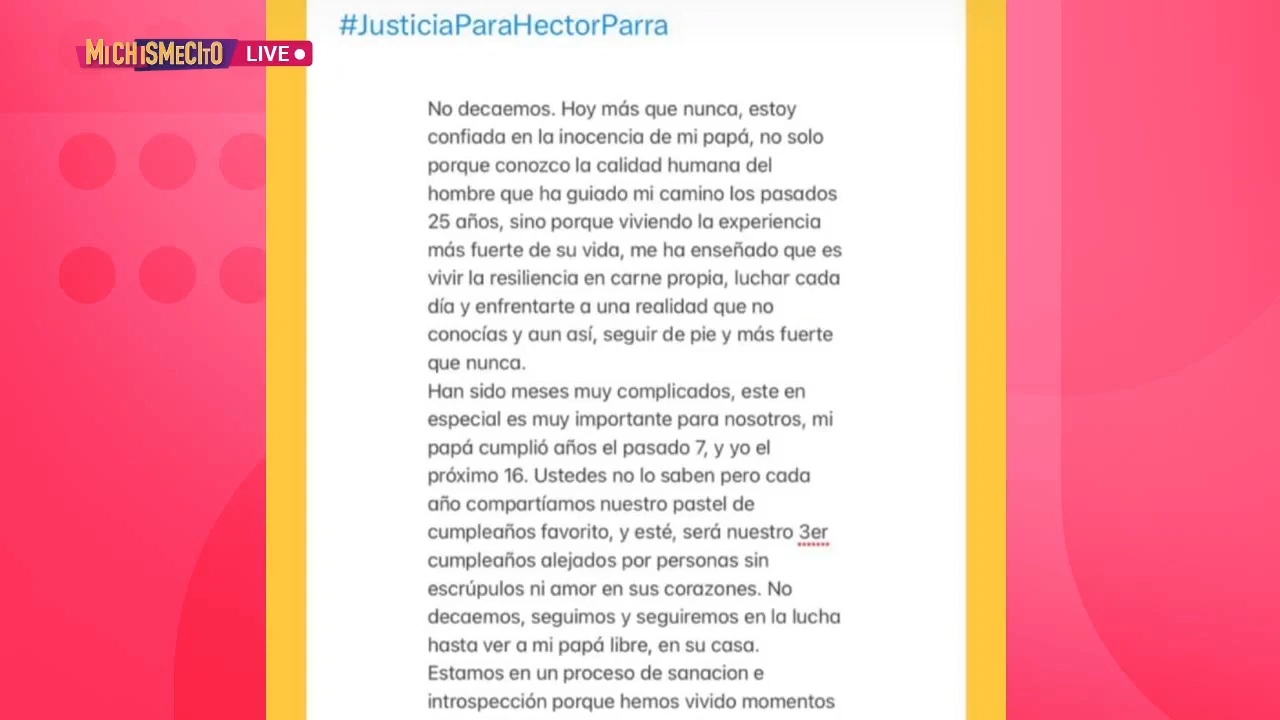 #JusticiaParaHectorParra
MICHISMECITO LIVE
No decaemos. Hoy más que nunca, estoy
confiada en la inocencia de mi papá, no solo
porque conozco la calidad humana del
hombre que ha guiado mi camino los pasados
25 años, sino porque viviendo la experiencia
más fuerte de su vida, me ha enseñado que es
vivir la resiliencia en carne propia, luchar cada
día y enfrentarte a una realidad que no
conocías y aun así, seguir de pie y más fuerte
que nunca.
Han sido meses muy complicados, este en
especial es muy importante para nosotros, mi
papá cumplió años el pasado 7, y yo el
próximo 16. Ustedes no lo saben pero cada
año compartíamos nuestro pastel de
cumpleaños favorito, y esté, será nuestro 3er
cumpleaños alejados por personas sin
escrúpulos ni amor en sus corazones. No
decaemos, seguimos y seguiremos en la lucha
hasta ver a mi papá libre, en su casa.
Estamos en un proceso de sanacion e
introspección porque hemos vivido momentos